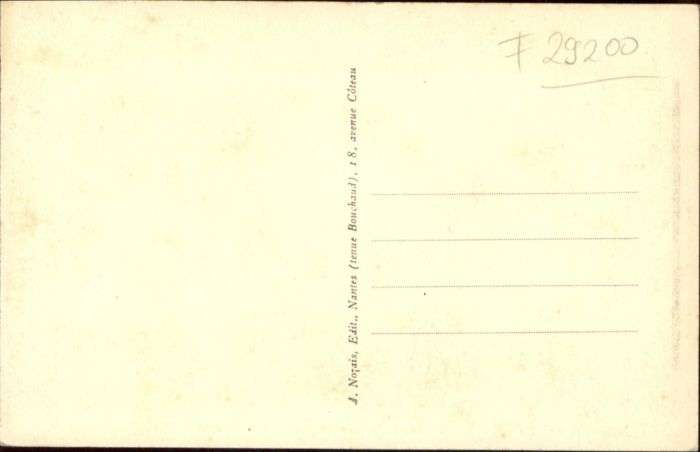 F 29200
A. Nozais, Edit., Nantes (tenue Bouchaud), 18, avenue Côteau